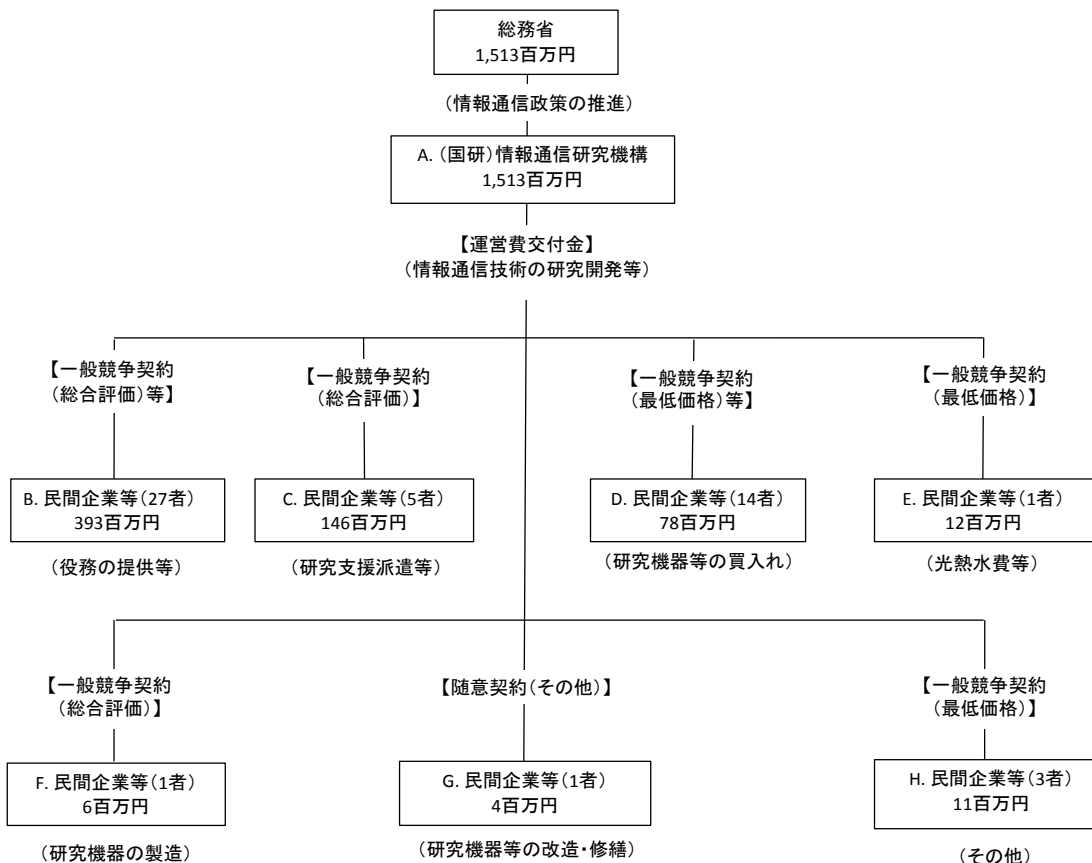 総務省
1,513百万円
（情報通信政策の推進）
A.（国研）情報通信研究機構
1,513百万円
【運営費交付金】
（情報通信技術の研究開発等）
【一般競争契約
（総合評価）等】
【一般競争契約
（総合評価）】
【一般競争契約
（最低価格）等】
【一般競争契約
（最低価格）】
B. 民間企業等（27者）
393百万円
C. 民間企業等（5者）
146百万円
D. 民間企業等（14者）
78百万円
E. 民間企業等（1者）
12百万円
（役務の提供等）
（研究支援派遣等）
（研究機器等の買入れ）
（光熱水費等）
【一般競争契約
（総合評価）】
【随意契約（その他）】
【一般競争契約
（最低価格）】
F. 民間企業等（1者）
6百万円
G. 民間企業等（1者）
4百万円
H. 民間企業等（3者）
11百万円
（研究機器の製造）
（研究機器等の改造・修繕）
（その他）